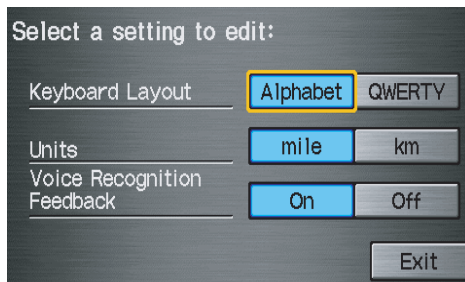 Select a setting to edit:
Keyboard Layout Alphabet QWERTY
Units mile km
Voice Recognition
Feedback On Off
Exit